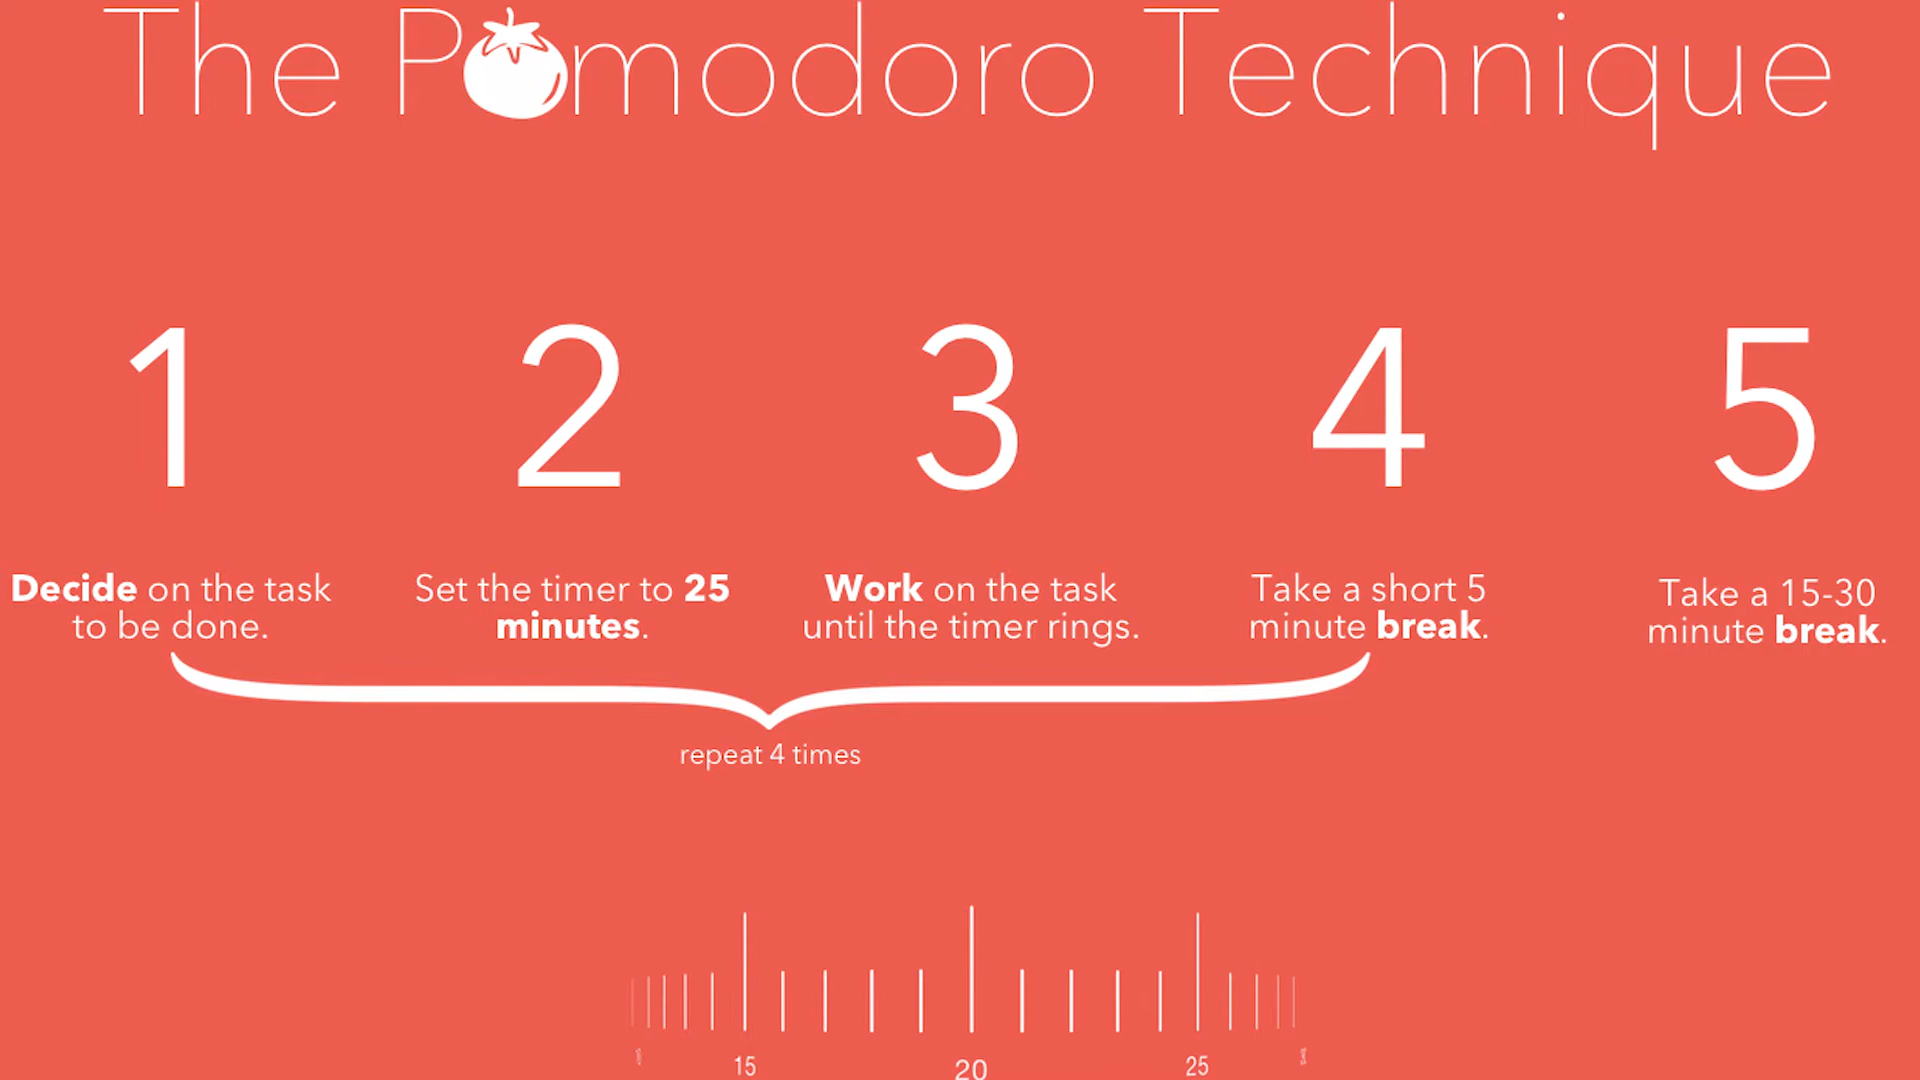 The Pomodoro Technique
1 2 3 4 5
Decide on the task
to be done.
Set the timer to 25
minutes.
Work on the task
until the timer rings.
Take a short 5
minute break.
Take a 15-30
minute break.
repeat 4 times
15 20 25